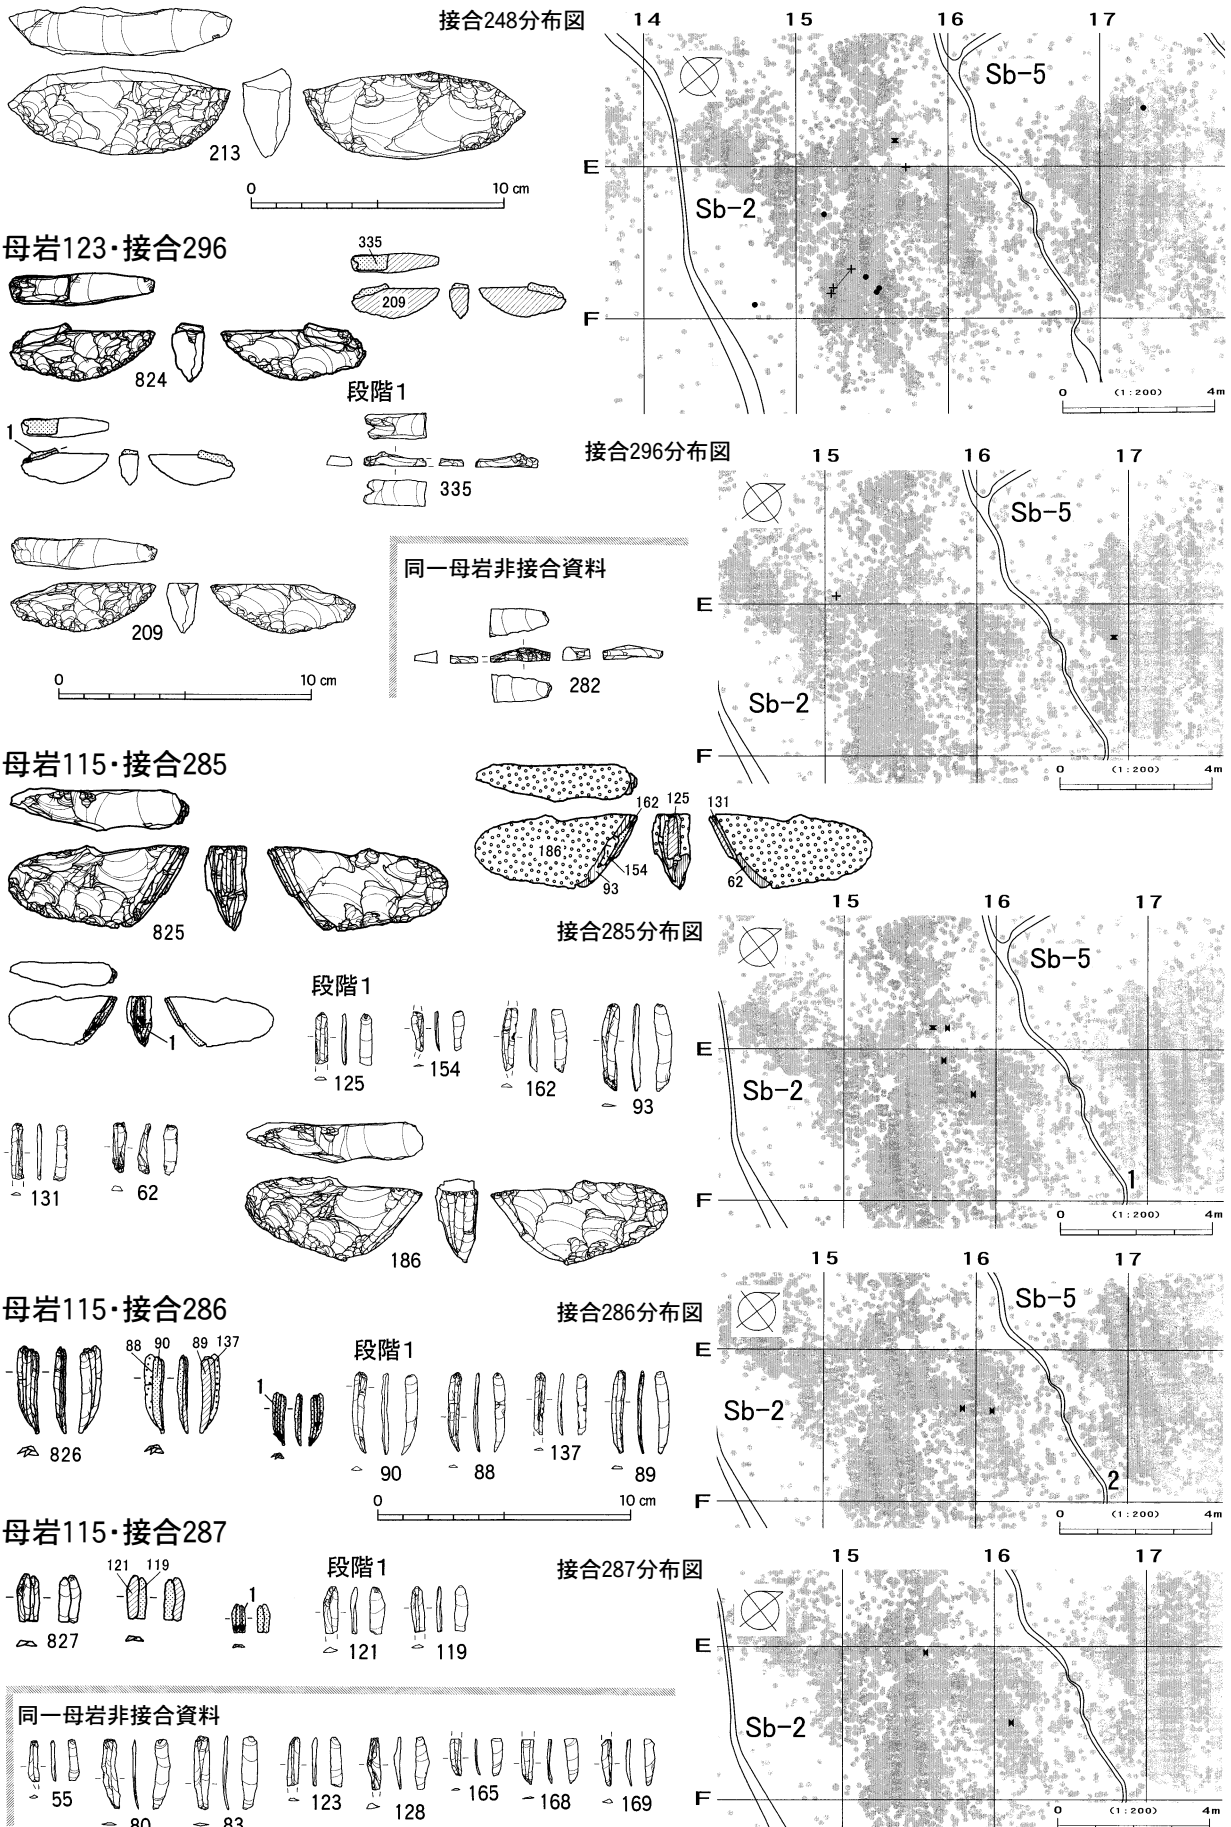 接合248分布図
14 15 16 17
Sb-5
E
Sb-2
F
0 (1:200) 4m
213
0 10 cm
母岩123・接合296
335
209
824
1
段階1
335
209
0 10 cm
同一母岩非接合資料
282
接合296分布図
15 16 17
Sb-5
E
Sb-2
F
0 (1:200) 4m
母岩115・接合285
825
186
162 125 131
154
93
62
1
段階1
125 154 162 93
131 62
186
接合285分布図
15 16 17
Sb-5
E
Sb-2
1
F
0 (1:200) 4m
母岩115・接合286
826
88 90 89 137
1
段階1
90 88 137 89
0 10 cm
接合286分布図
15 16 17
Sb-5
E
Sb-2
2
F
0 (1:200) 4m
母岩115・接合287
827
121 119
1
段階1
121 119
接合287分布図
15 16 17
E
Sb-2
F
0 (1:200) 4m
同一母岩非接合資料
55 80 83 123 128 165 168 169